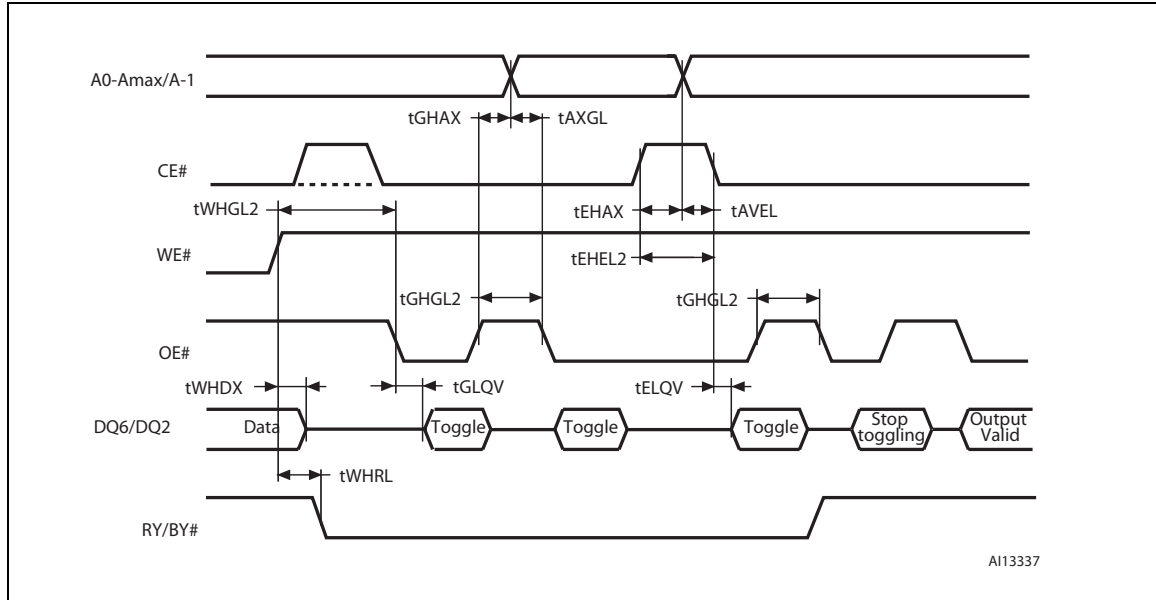 A0-Amax/A-1
tGHAX
tAXGL
CE#
tWHGL2
tEHAX
tAVEL
WE#
tEHEL2
tGHGL2
tGHGL2
OE#
tWHDX
tGLQV
tELQV
DQ6/DQ2
Data
Toggle
Toggle
Toggle
Stop
toggling
Output
Valid
tWHRL
RY/BY#
AI13337